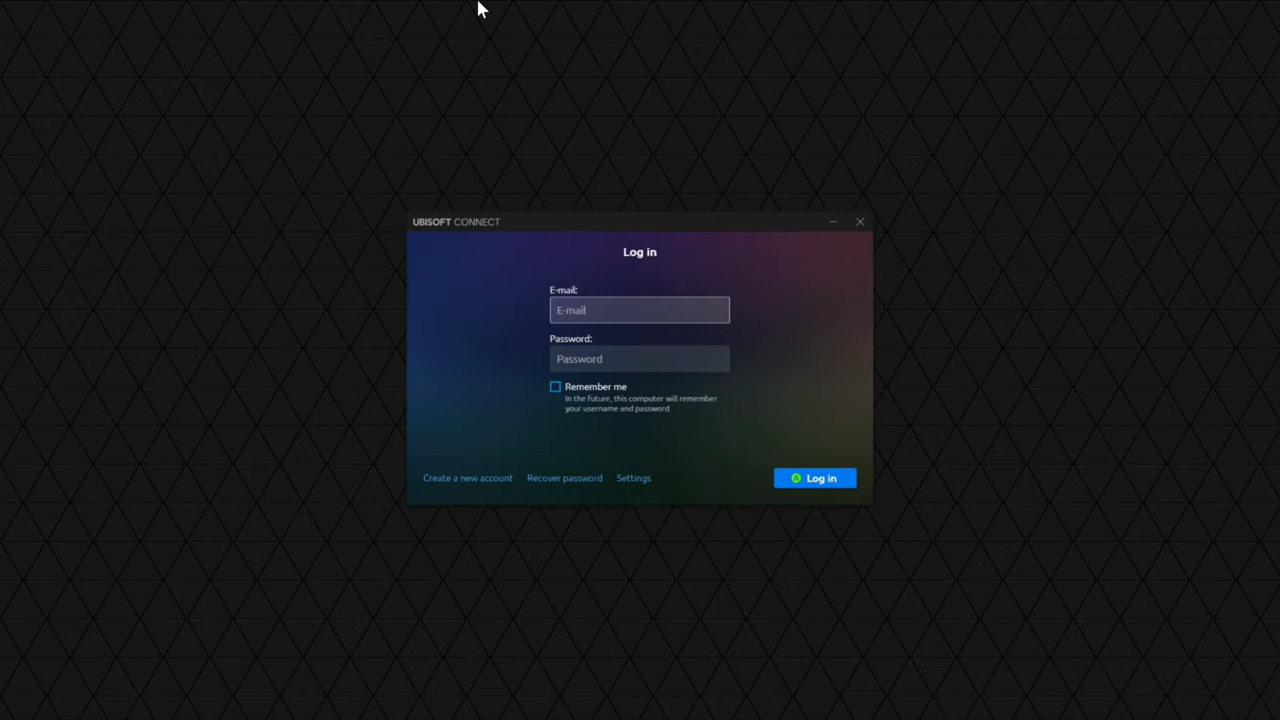 UBISOFT CONNECT
Log in
E-mail:
E-mail
Password:
Password
Remember me
In the future, this computer will remember
your username and password
Create a new account Recover password Settings A Log in